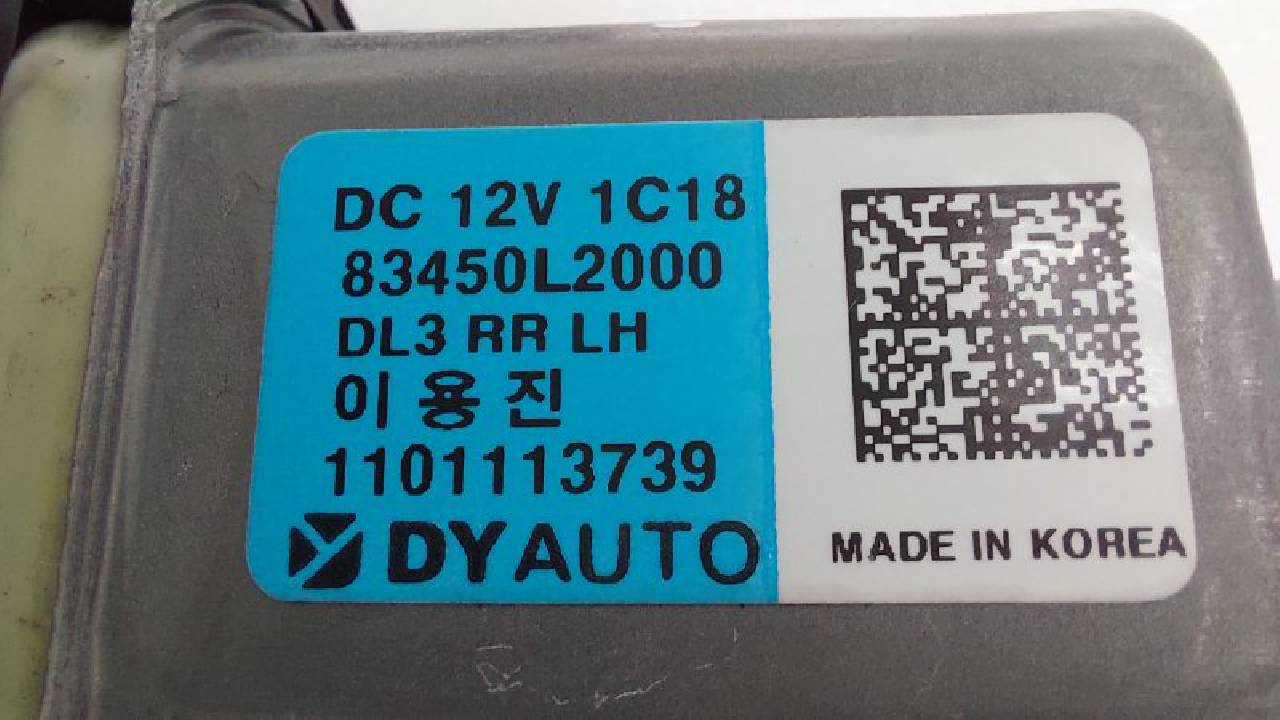 DC 12V 1C18
83450L2000
DL3 RR LH
이 용 진
1101113739
DYAUTO
MADE IN KOREA